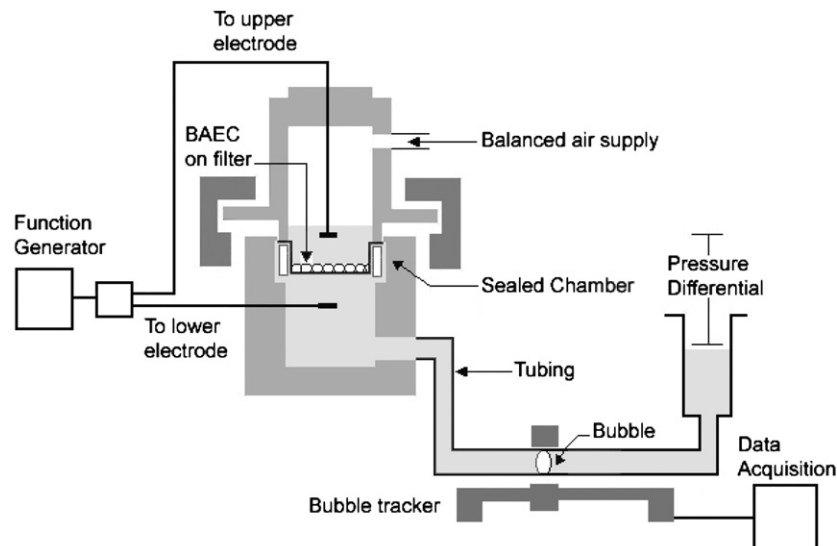 To upper
electrode
BAEC
on filter
Balanced air supply
Function
Generator
Pressure
Differential
Sealed Chamber
To lower
electrode
Tubing
Bubble
Data
Acquisition
Bubble tracker